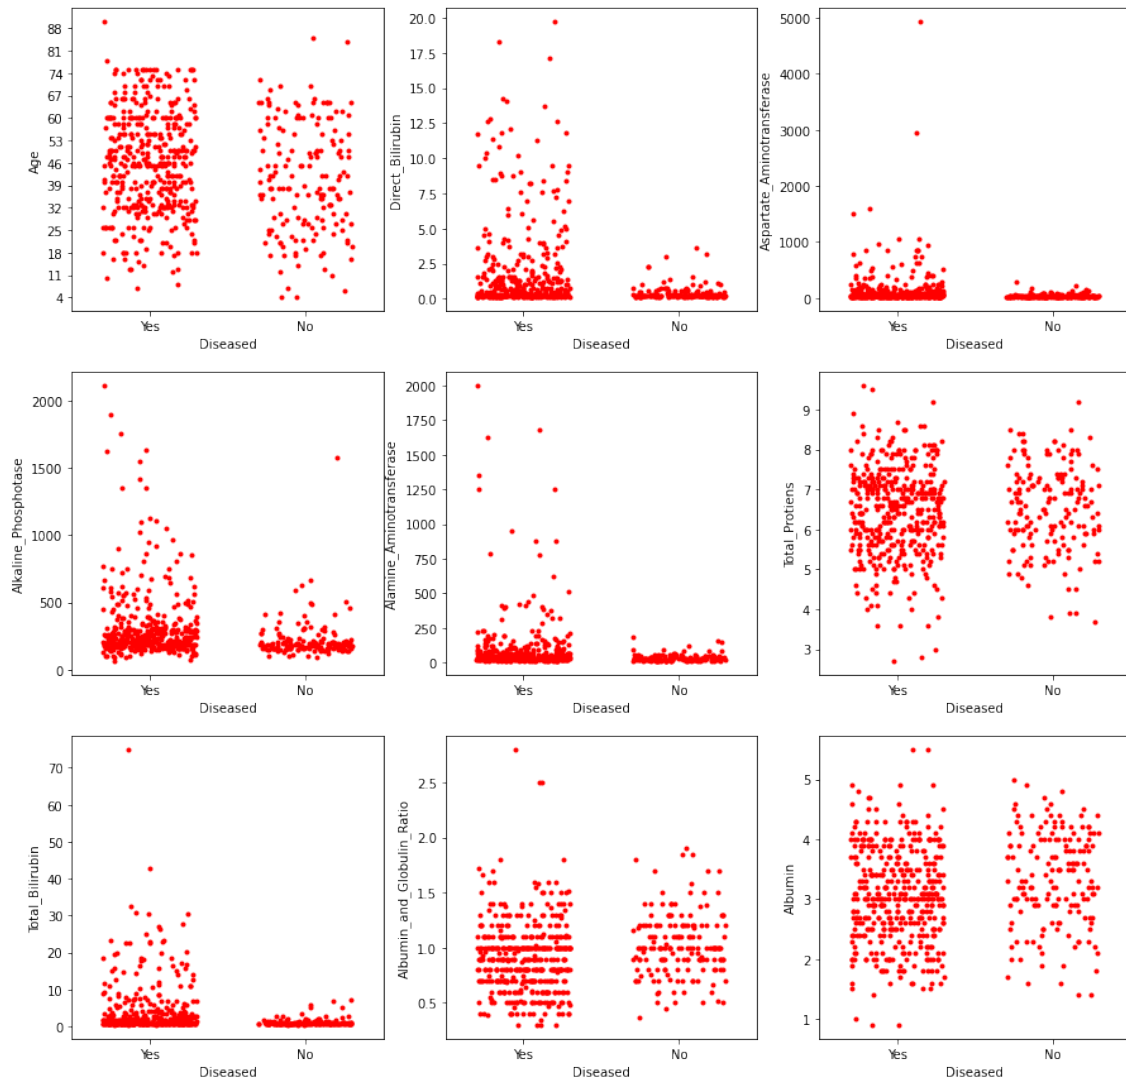 Age
88
81
74
67
60
53
46
39
32
25
18
11
4
Yes
No
Diseased
Direct_Bilirubin
20.0
17.5
15.0
12.5
10.0
7.5
5.0
2.5
0.0
Yes
No
Diseased
Aspartate_Aminotransferase
5000
4000
3000
2000
1000
0
Yes
No
Diseased
Alkaline_Phosphotase
2000
1500
1000
500
0
Yes
No
Diseased
Alamine_Aminotransferase
2000
1750
1500
1250
1000
750
500
250
0
Yes
No
Diseased
Total_Protiens
9
8
7
6
5
4
3
Yes
No
Diseased
Total_Bilirubin
70
60
50
40
30
20
10
0
Yes
No
Diseased
Albumin_and_Globulin_Ratio
2.5
2.0
1.5
1.0
0.5
Yes
No
Diseased
Albumin
5
4
3
2
1
Yes
No
Diseased